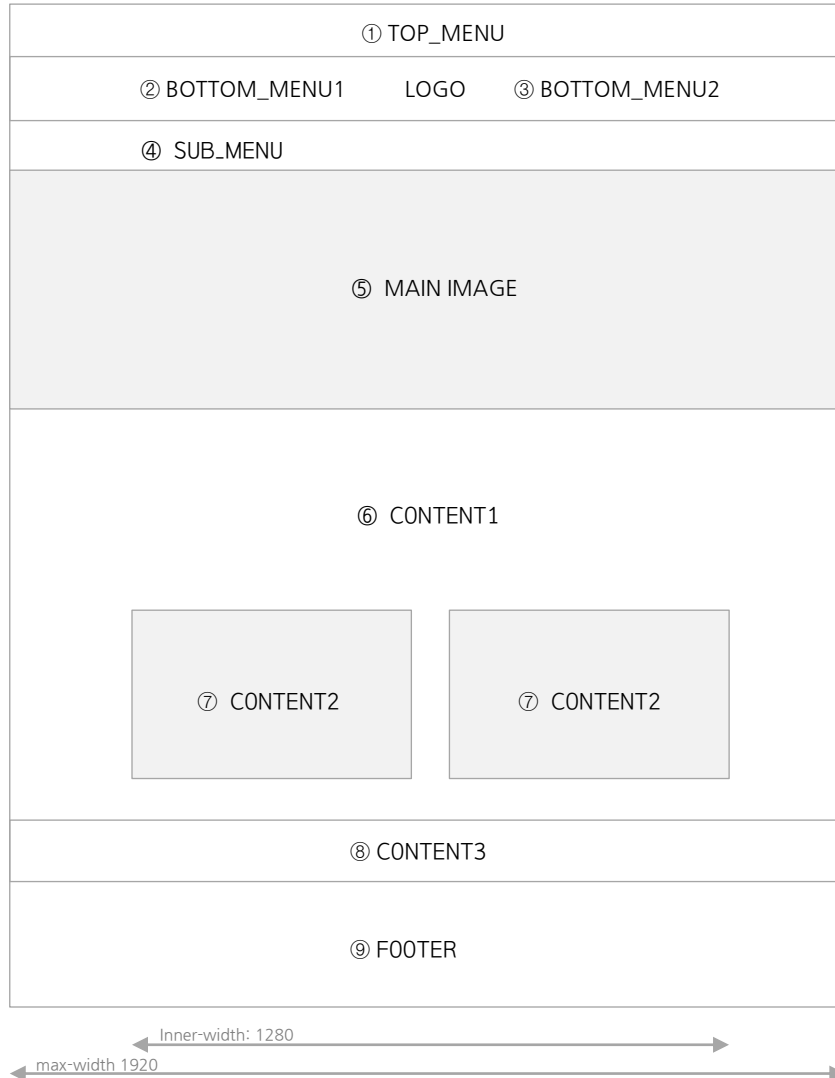 ① TOP_MENU
② BOTTOM_MENU1 LOGO ③ BOTTOM_MENU2
④ SUB_MENU
⑤ MAIN IMAGE
⑥ CONTENT1
⑦ CONTENT2 ⑦ CONTENT2
⑧ CONTENT3
⑨ FOOTER
Inner-width: 1280
max-width 1920